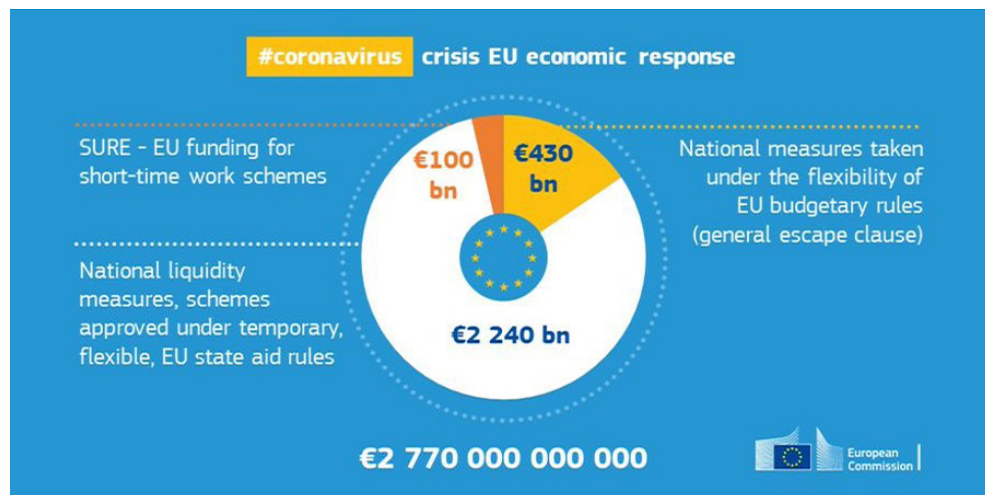 #coronavirus crisis EU economic response
SURE - EU funding for
short-time work schemes
€100
bn
€430
bn
National measures taken
under the flexibility of
EU budgetary rules
(general escape clause)
National liquidity
measures, schemes
approved under temporary,
flexible, EU state aid rules
€2 240 bn
€2 770 000 000 000
European
Commission